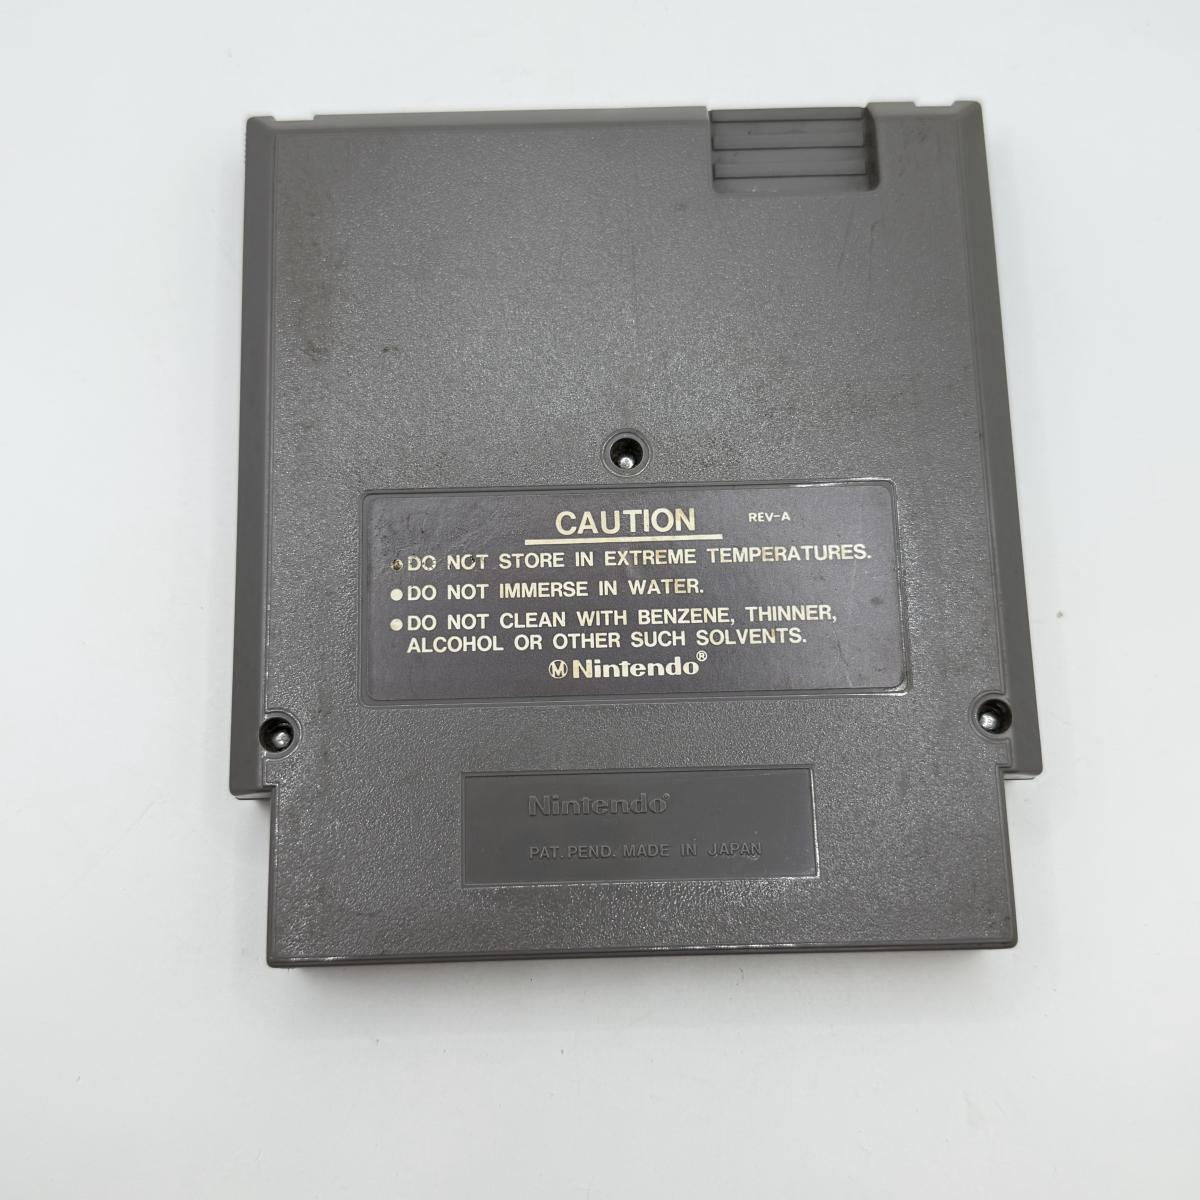 CAUTION REV-A
● DO NOT STORE IN EXTREME TEMPERATURES.
● DO NOT IMMERSE IN WATER.
● DO NOT CLEAN WITH BENZENE, THINNER,
ALCOHOL OR OTHER SUCH SOLVENTS.
Ⓜ Nintendo®
Nintendo®
PAT. PEND. MADE IN JAPAN